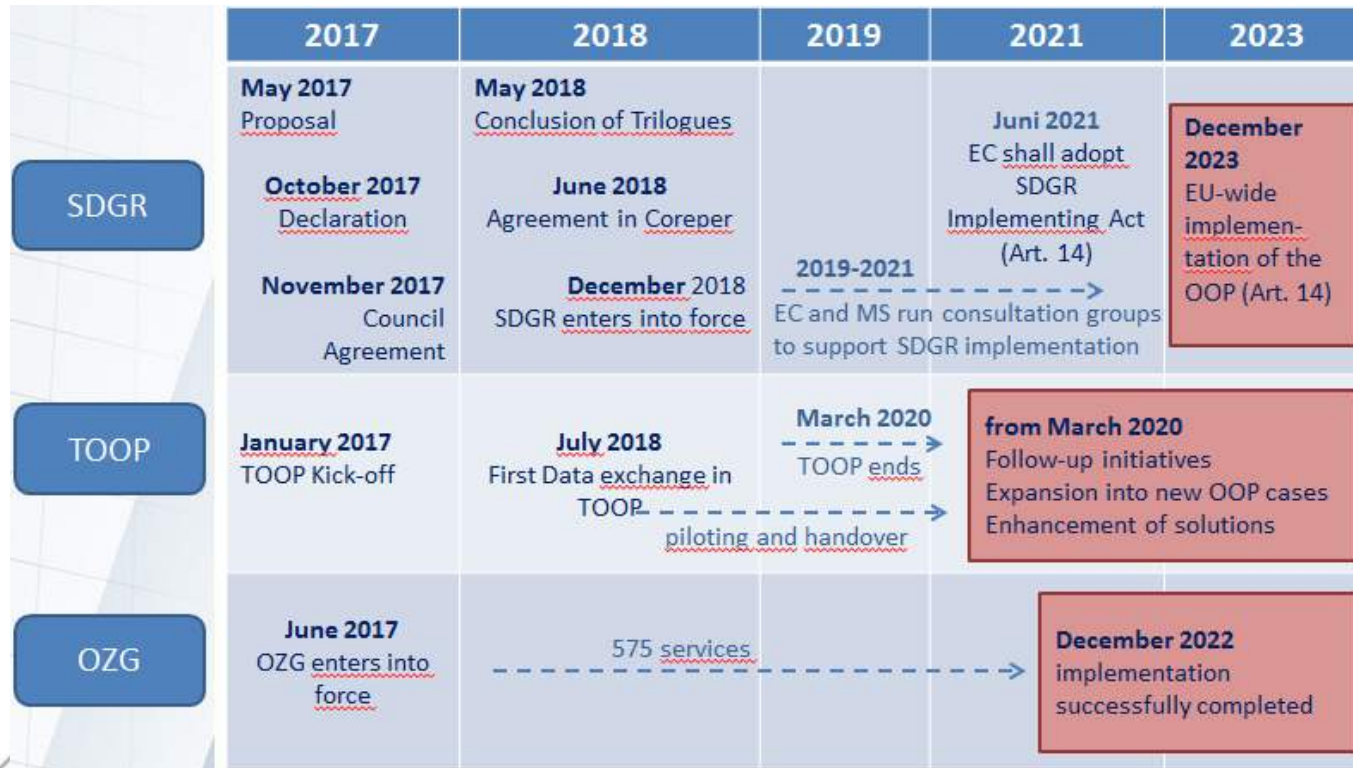 2017
2018
2019
2021
2023
SDGR
May 2017
Proposal
October 2017
Declaration
November 2017
Council
Agreement
May 2018
Conclusion of Trilogues
June 2018
Agreement in Coreper
December 2018
SDGR enters into force
2019-2021
EC and MS run consultation groups
to support SDGR implementation
Juni 2021
EC shall adopt
SDGR
Implementing Act
(Art. 14)
December
2023
EU-wide
implemen-
tation of the
OOP (Art. 14)
TOOP
January 2017
TOOP Kick-off
July 2018
First Data exchange in
TOOP
piloting and handover
March 2020
TOOP ends
from March 2020
Follow-up initiatives
Expansion into new OOP cases
Enhancement of solutions
OZG
June 2017
OZG enters into
force
575 services
December 2022
implementation
successfully completed